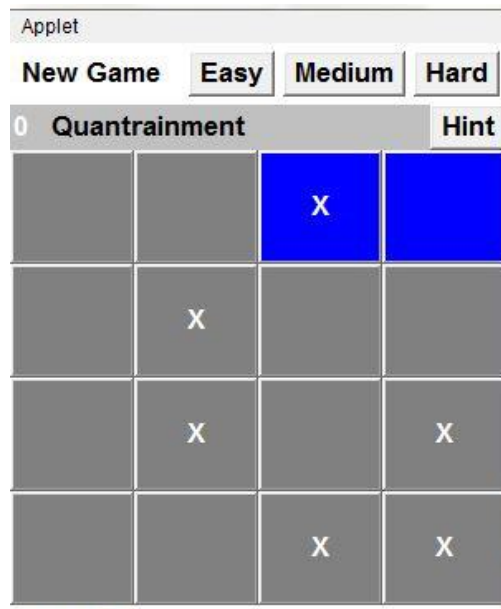 Applet
New Game Easy Medium Hard
0 Quantrainment Hint
X
X
X X
X X